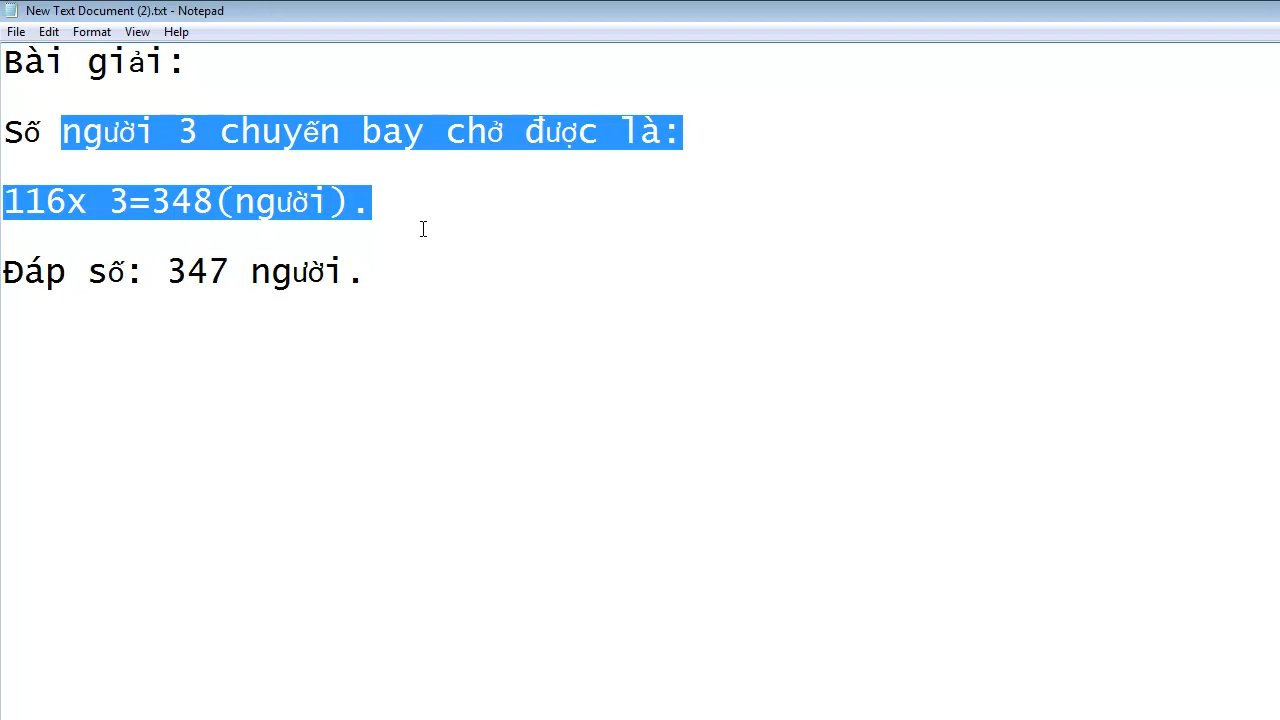 New Text Document (2).txt - Notepad
File Edit Format View Help
Bài giải:
Số người 3 chuyến bay chở được là:
116x 3=348(người).
Đáp số: 347 người.